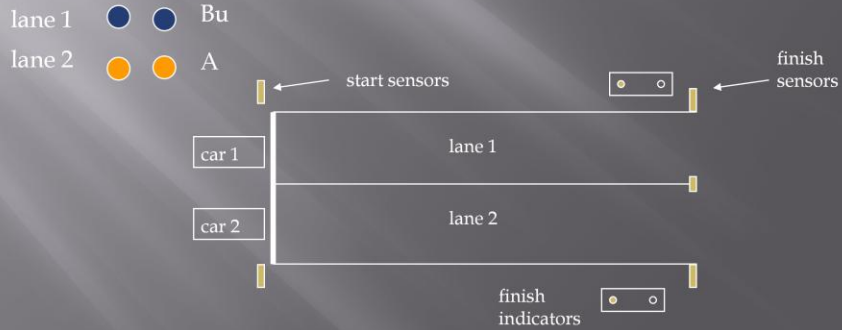 lane 1 Bu
lane 2 A
start sensors
finish
sensors
car 1
lane 1
car 2
lane 2
finish
indicators